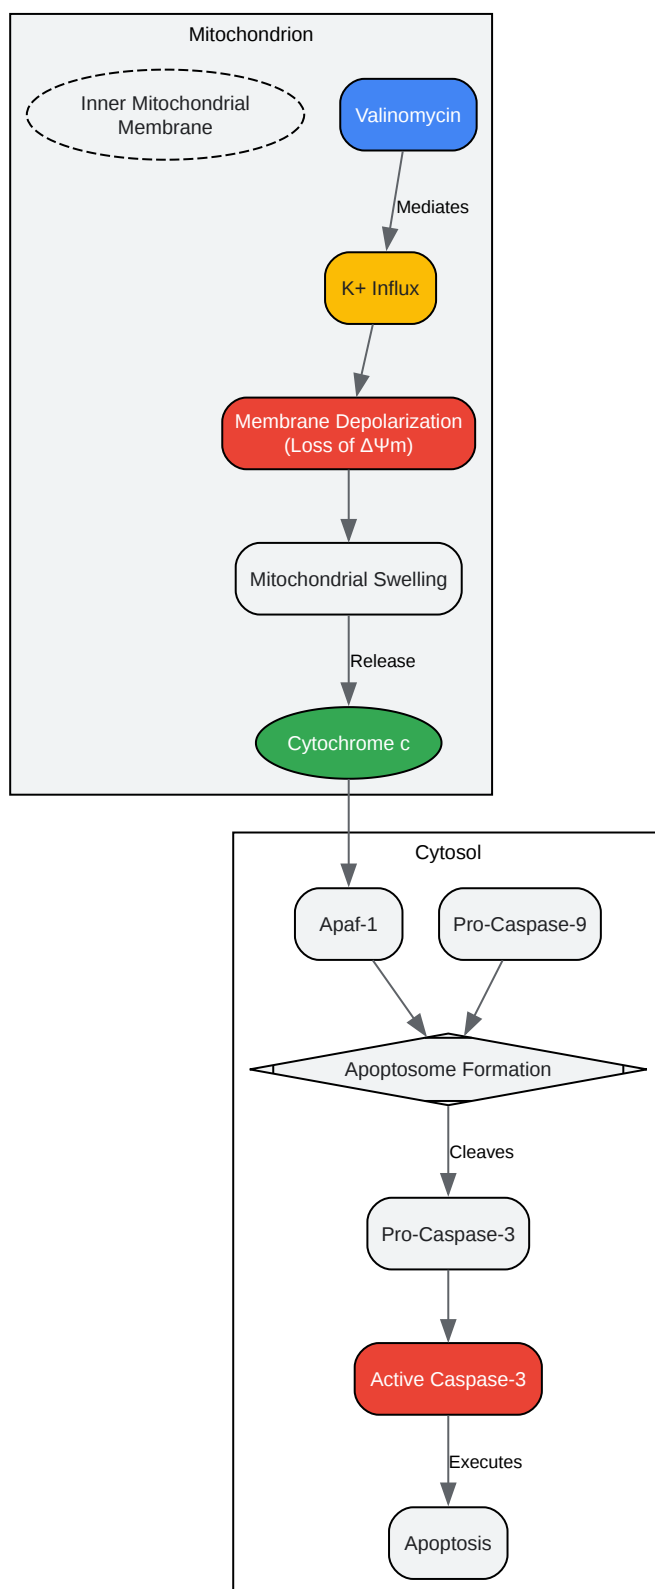 Mitochondrion
Inner Mitochondrial
Membrane
Valinomycin
Mediates
K+ Influx
Membrane Depolarization
(Loss of ΔΨm)
Mitochondrial Swelling
Release
Cytochrome c
Cytosol
Apaf-1
Pro-Caspase-9
Apoptosome Formation
Cleaves
Pro-Caspase-3
Active Caspase-3
Executes
Apoptosis